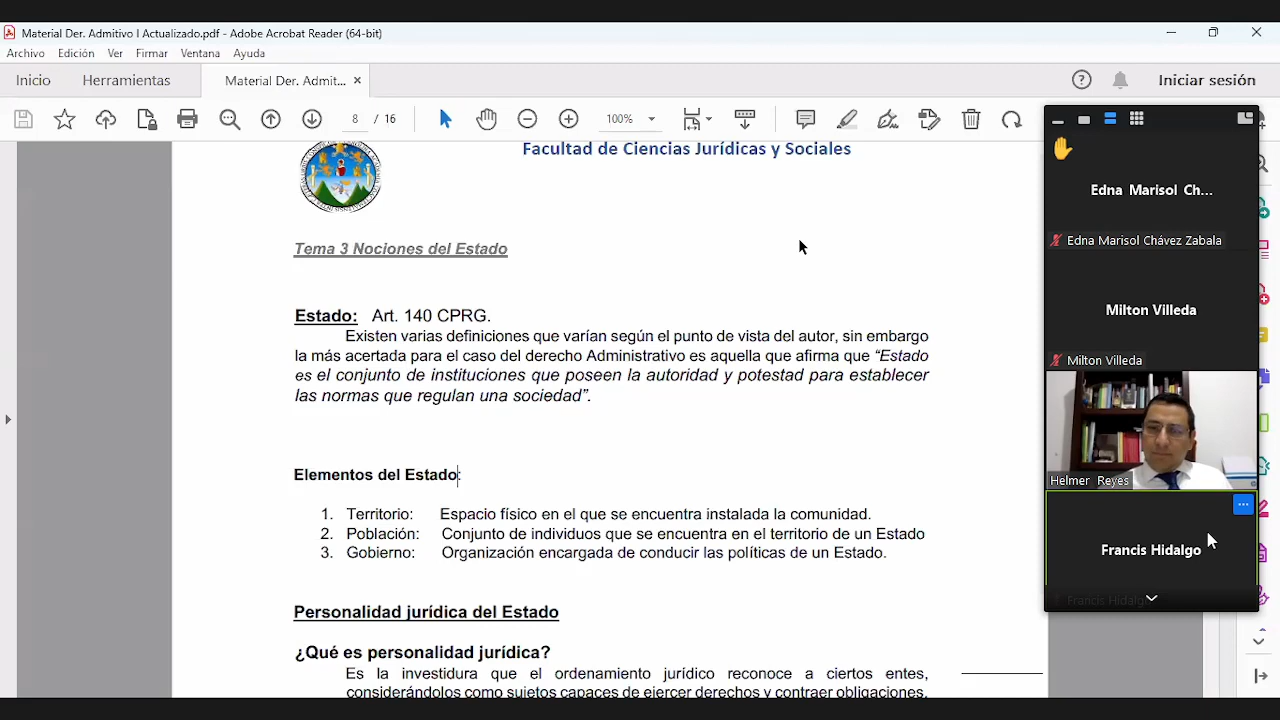 Material Der. Admitivo I Actualizado.pdf - Adobe Acrobat Reader (64-bit)
Archivo Edición Ver Firmar Ventana Ayuda
Inicio Herramientas Material Der. Admit... × Iniciar sesión
8 / 16 100%
Facultad de Ciencias Jurídicas y Sociales
Tema 3 Nociones del Estado
Estado: Art. 140 CPRG.
Existen varias definiciones que varían según el punto de vista del autor, sin embargo
la más acertada para el caso del derecho Administrativo es aquella que afirma que “Estado
es el conjunto de instituciones que poseen la autoridad y potestad para establecer
las normas que regulan una sociedad”.
Elementos del Estado:
1. Territorio: Espacio físico en el que se encuentra instalada la comunidad.
2. Población: Conjunto de individuos que se encuentra en el territorio de un Estado
3. Gobierno: Organización encargada de conducir las políticas de un Estado.
Personalidad jurídica del Estado
¿Qué es personalidad jurídica?
Es la investidura que el ordenamiento jurídico reconoce a ciertos entes,
considerándolos como sujetos capaces de ejercer derechos y contraer obligaciones.
Edna Marisol Ch...
Edna Marisol Chávez Zabala
Milton Villeda
Milton Villeda
Helmer Reyes
Francis Hidalgo
Francis Hidalgo